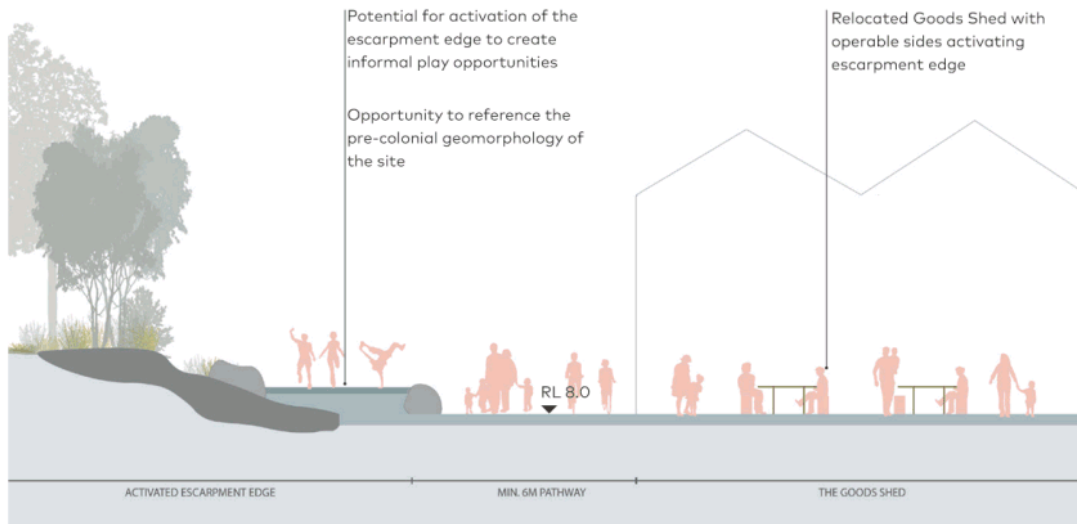 Potential for activation of the
escarpment edge to create
informal play opportunities
Opportunity to reference the
pre-colonial geomorphology of
the site
Relocated Goods Shed with
operable sides activating
escarpment edge
RL 8.0
ACTIVATED ESCARPMENT EDGE
MIN. 6M PATHWAY
THE GOODS SHED